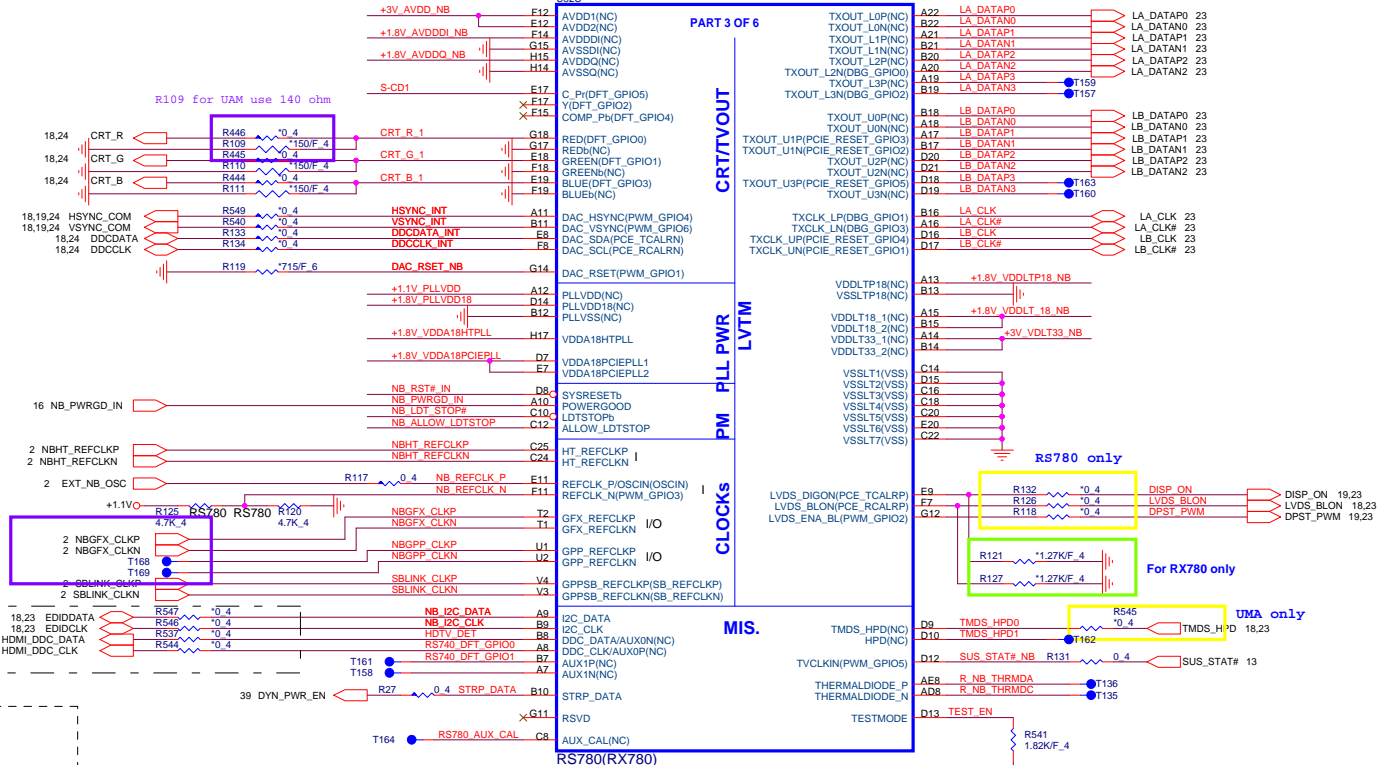 PART 3 OF 6
+3V_AVDD_NB F12 AVDD1(NC)
E12 AVDD2(NC)
+1.8V_AVDDDI_NB F14 AVDDDI(NC)
G15 AVSSDI(NC)
+1.8V_AVDDQ_NB H15 AVDDQ(NC)
H14 AVSSQ(NC)
S-CD1 E17 C_Pr(DFT_GPIO5)
F17 Y(DFT_GPIO2)
F15 COMP_Pb(DFT_GPIO4)
R109 for UAM use 140 ohm
18,24 CRT_R R446 *0_4 CRT_R_1 G18 RED(DFT_GPIO0)
R109 *150/F_4 G17 REDb(NC)
18,24 CRT_G R445 *0_4 CRT_G_1 E18 GREEN(DFT_GPIO1)
R110 *150/F_4 F18 GREENb(NC)
18,24 CRT_B R444 *0_4 CRT_B_1 E19 BLUE(DFT_GPIO3)
R111 *150/F_4 F19 BLUEb(NC)
18,19,24 HSYNC_COM R549 *0_4 HSYNC_INT A11 DAC_HSYNC(PWM_GPIO4)
18,19,24 VSYNC_COM R540 *0_4 VSYNC_INT B11 DAC_VSYNC(PWM_GPIO6)
18,24 DDCDATA R133 *0_4 DDCDATA_INT E8 DAC_SDA(PCE_TCALRN)
18,24 DDCCLK R134 *0_4 DDCCLK_INT F8 DAC_SCL(PCE_RCALRN)
R119 *715/F_6 DAC_RSET_NB G14 DAC_RSET(PWM_GPIO1)
+1.1V_PLLVDD A12 PLLVDD(NC)
+1.8V_PLLVDD18 D14 PLLVDD18(NC)
B12 PLLVSS(NC)
+1.8V_VDDA18HTPLL H17 VDDA18HTPLL
+1.8V_VDDA18PCIEPLL D7 VDDA18PCIEPLL1
E7 VDDA18PCIEPLL2
NB_RST#_IN D8 SYSRESETb
16 NB_PWRGD_IN NB_PWRGD_IN A10 POWERGOOD
NB_LDT_STOP# C10 LDTSTOPb
NB_ALLOW_LDTSTOP C12 ALLOW_LDTSTOP
2 NBHT_REFCLKP NBHT_REFCLKP C25 HT_REFCLKP
2 NBHT_REFCLKN NBHT_REFCLKN C24 HT_REFCLKN I
2 EXT_NB_OSC R117 0_4 NB_REFCLK_P E11 REFCLK_P/OSCIN(OSCIN)
NB_REFCLK_N F11 REFCLK_N(PWM_GPIO3) I
+1.1V R125 4.7K_4 RS780 RS780 R120 4.7K_4
2 NBGFX_CLKP NBGFX_CLKP T2 GFX_REFCLKP
2 NBGFX_CLKN NBGFX_CLKN T1 GFX_REFCLKN I/O
T168 NBGPP_CLKP U1 GPP_REFCLKP
T169 NBGPP_CLKN U2 GPP_REFCLKN I/O
2 SBLINK_CLKP SBLINK_CLKP V4 GPPSB_REFCLKP(SB_REFCLKP)
2 SBLINK_CLKN SBLINK_CLKN V3 GPPSB_REFCLKN(SB_REFCLKN)
18,23 EDIDDATA R547 *0_4 NB_I2C_DATA A9 I2C_DATA
18,23 EDIDCLK R546 *0_4 NB_I2C_CLK B9 I2C_CLK
HDMI_DDC_DATA R537 *0_4 HDTV_DET B8 DDC_DATA/AUX0N(NC)
HDMI_DDC_CLK R544 *0_4 RS740_DFT_GPIO0 A8 DDC_CLK/AUX0P(NC)
T161 RS740_DFT_GPIO1 B7 AUX1P(NC)
T158 A7 AUX1N(NC)
39 DYN_PWR_EN R27 0_4 STRP_DATA B10 STRP_DATA
G11 RSVD
T164 RS780_AUX_CAL C8 AUX_CAL(NC)
RS780(RX780)
CRT/TVOUT
LVTM
PLL PWR
PM
CLOCKs
MIS.
TXOUT_L0P(NC) A22 LA_DATAP0 LA_DATAP0 23
TXOUT_L0N(NC) B22 LA_DATAN0 LA_DATAN0 23
TXOUT_L1P(NC) A21 LA_DATAP1 LA_DATAP1 23
TXOUT_L1N(NC) B21 LA_DATAN1 LA_DATAN1 23
TXOUT_L2P(NC) B20 LA_DATAP2 LA_DATAP2 23
TXOUT_L2N(DBG_GPIO0) A20 LA_DATAN2 LA_DATAN2 23
TXOUT_L3P(NC) A19 LA_DATAP3 T159
TXOUT_L3N(DBG_GPIO2) B19 LA_DATAN3 T157
TXOUT_U0P(NC) B18 LB_DATAP0 LB_DATAP0 23
TXOUT_U0N(NC) A18 LB_DATAN0 LB_DATAN0 23
TXOUT_U1P(PCIE_RESET_GPIO3) A17 LB_DATAP1 LB_DATAP1 23
TXOUT_U1N(PCIE_RESET_GPIO2) B17 LB_DATAN1 LB_DATAN1 23
TXOUT_U2P(NC) D20 LB_DATAP2 LB_DATAP2 23
TXOUT_U2N(NC) D21 LB_DATAN2 LB_DATAN2 23
TXOUT_U3P(PCIE_RESET_GPIO5) D18 LB_DATAP3 T163
TXOUT_U3N(NC) D19 LB_DATAN3 T160
TXCLK_LP(DBG_GPIO1) B16 LA_CLK LA_CLK 23
TXCLK_LN(DBG_GPIO3) A16 LA_CLK# LA_CLK# 23
TXCLK_UP(PCIE_RESET_GPIO4) D16 LB_CLK LB_CLK 23
TXCLK_UN(PCIE_RESET_GPIO1) D17 LB_CLK# LB_CLK# 23
VDDLTP18(NC) A13 +1.8V_VDDLTP18_NB
VSSLTP18(NC) B13
VDDLT18_1(NC) A15 +1.8V_VDDLT_18_NB
VDDLT18_2(NC) B15
VDDLT33_1(NC) A14 +3V_VDLT33_NB
VDDLT33_2(NC) B14
VSSLT1(VSS) C14
VSSLT2(VSS) D15
VSSLT3(VSS) C16
VSSLT4(VSS) C18
VSSLT5(VSS) C20
VSSLT6(VSS) E20
VSSLT7(VSS) C22
RS780 only
LVDS_DIGON(PCE_TCALRP) E9 R132 *0_4 DISP_ON DISP_ON 19,23
LVDS_BLON(PCE_RCALRP) F7 R126 *0_4 LVDS_BLON LVDS_BLON 18,23
LVDS_ENA_BL(PWM_GPIO2) G12 R118 *0_4 DPST_PWM DPST_PWM 19,23
R121 *1.27K/F_4
For RX780 only
R127 *1.27K/F_4
R545 UMA only
TMDS_HPD(NC) D9 TMDS_HPD0 *0_4 TMDS_HPD 18,23
HPD(NC) D10 TMDS_HPD1 T162
TVCLKIN(PWM_GPIO5) D12 SUS_STAT#_NB R131 0_4 SUS_STAT# 13
THERMALDIODE_P AE8 R_NB_THRMDA T136
THERMALDIODE_N AD8 R_NB_THRMDC T135
TESTMODE D13 TEST_EN
R541
1.82K/F_4